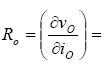 R_o = (∂v_O / ∂i_O) =